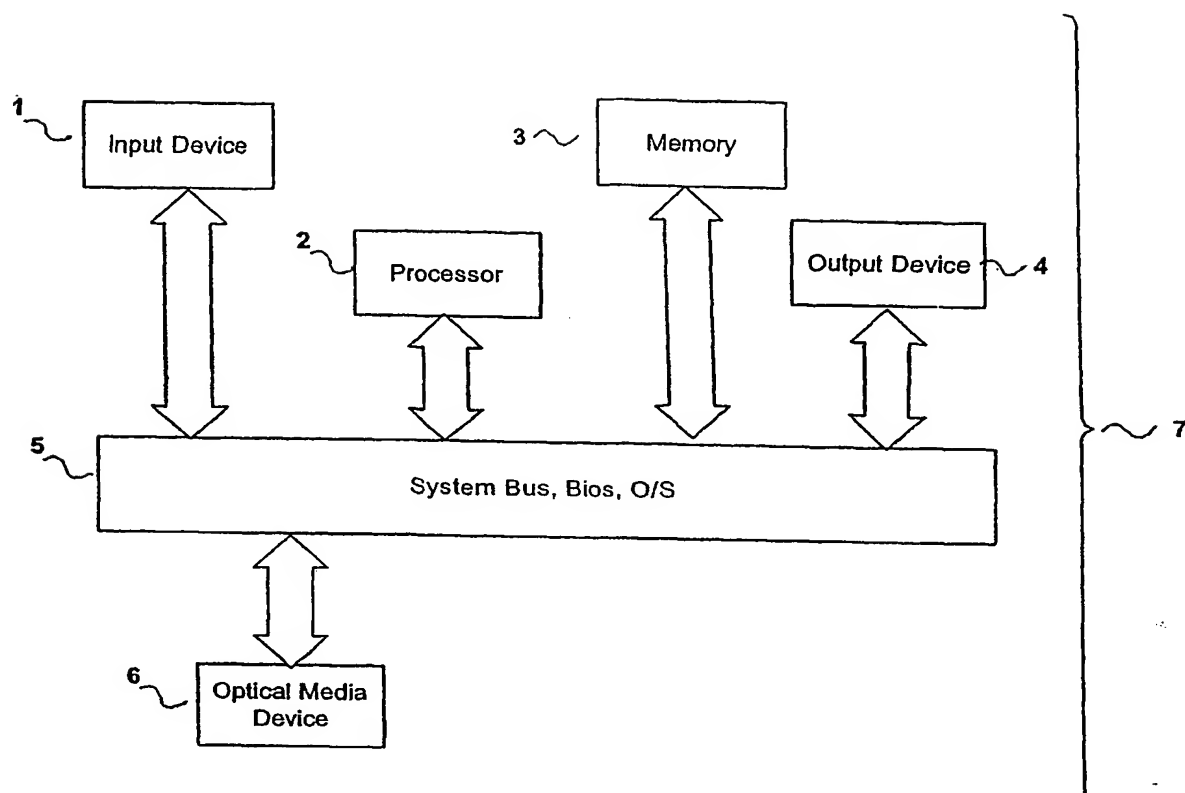 1
Input Device
3
Memory
2
Processor
Output Device
4
5
System Bus, Bios, O/S
7
6
Optical Media
Device